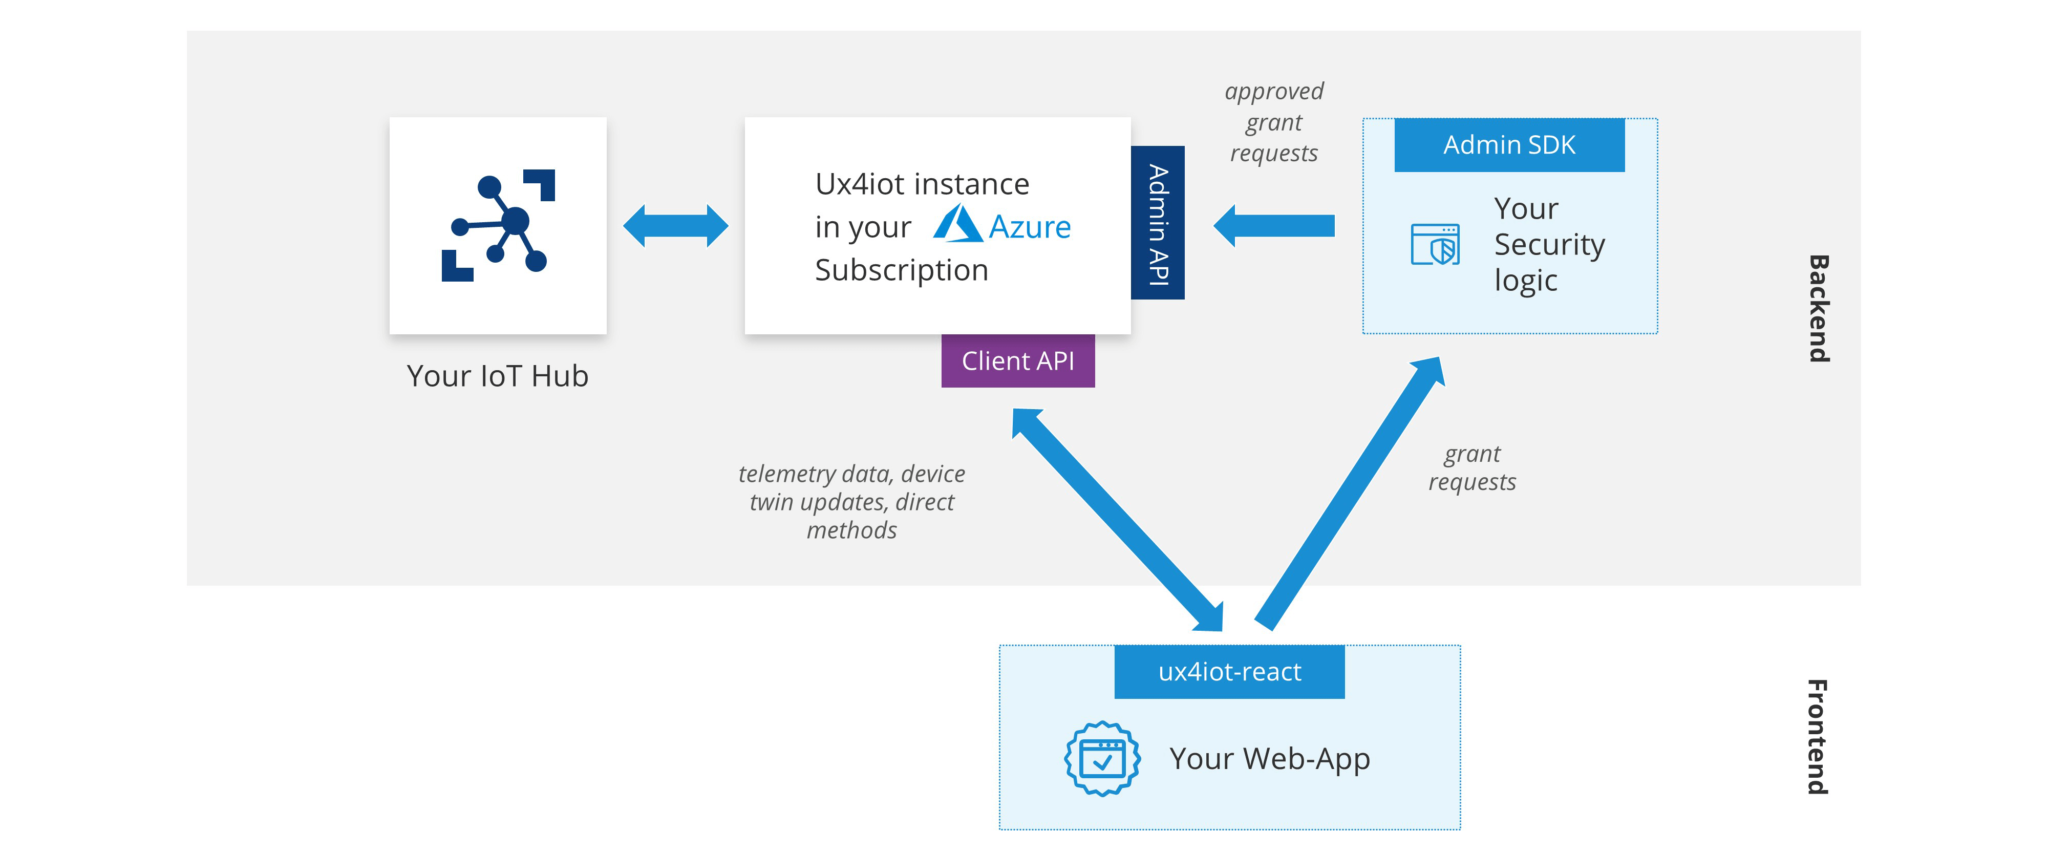 approved
grant
requests
Admin SDK
Ux4iot instance
in your Azure
Subscription
Admin API
Your
Security
logic
Backend
Client API
Your IoT Hub
telemetry data, device
twin updates, direct
methods
grant
requests
ux4iot-react
Your Web-App
Frontend